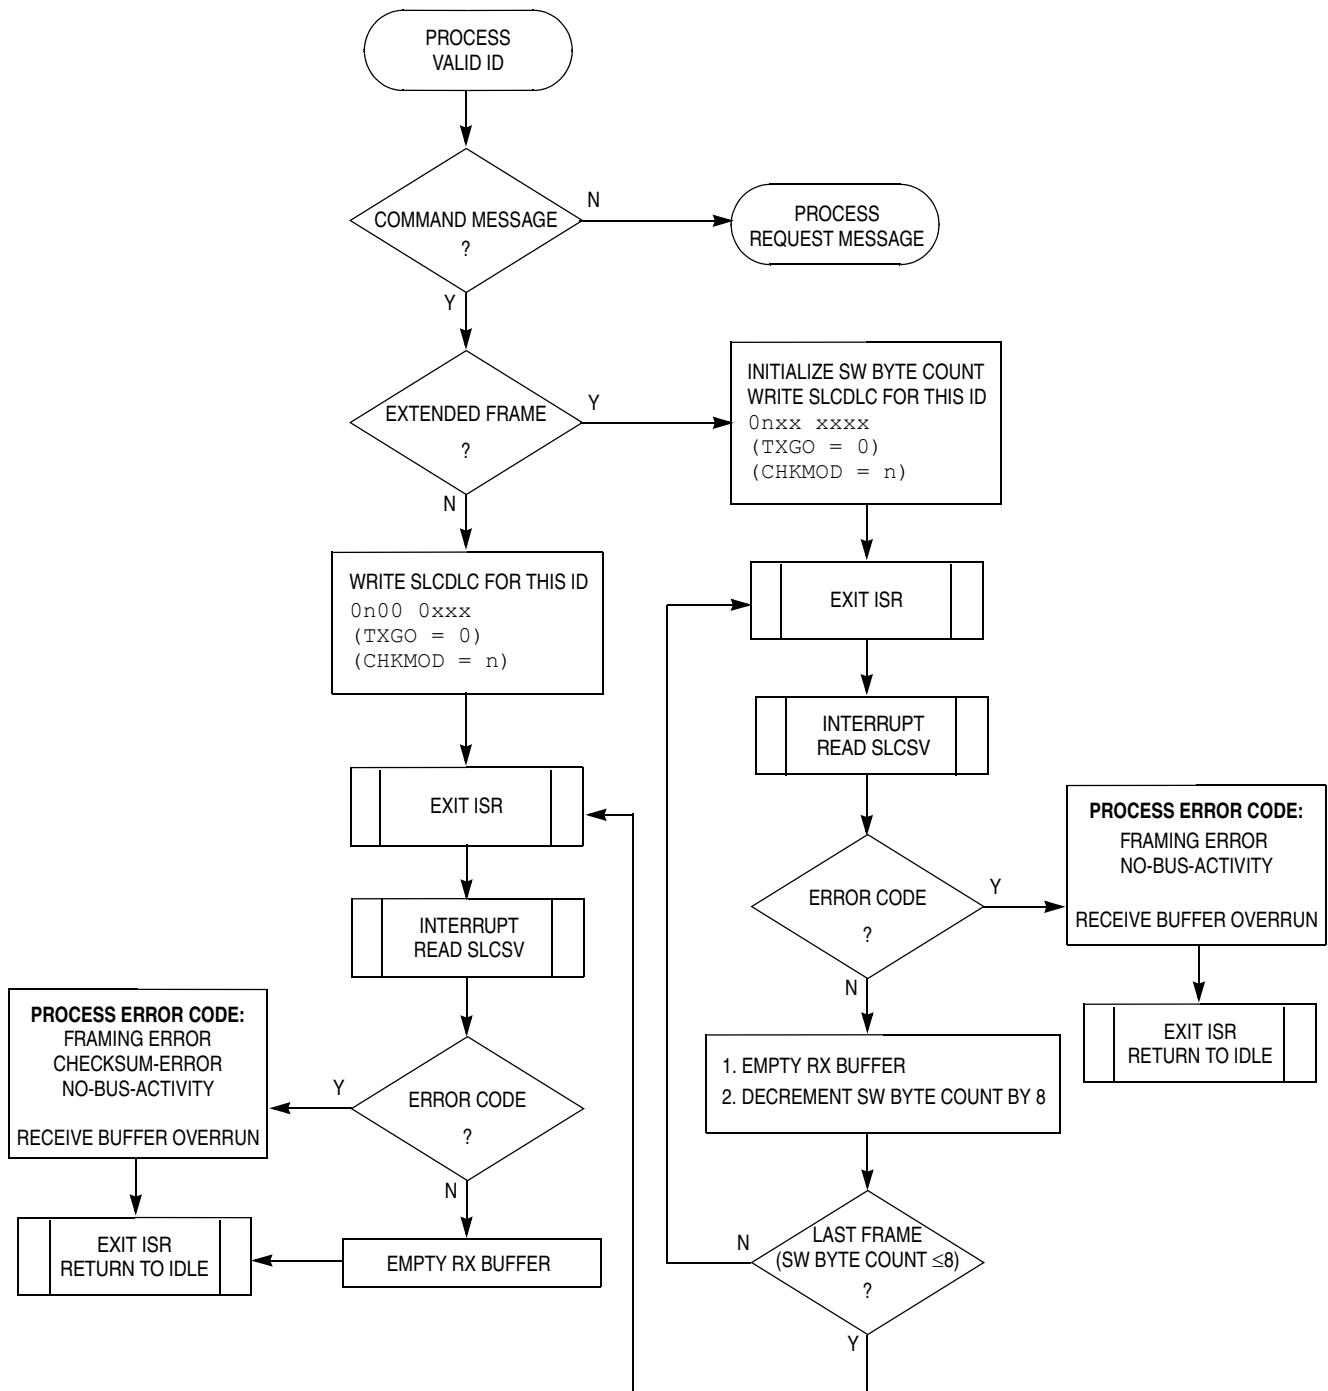 PROCESS
VALID ID
COMMAND MESSAGE
?
N
PROCESS
REQUEST MESSAGE
Y
EXTENDED FRAME
?
Y
INITIALIZE SW BYTE COUNT
WRITE SLCDLC FOR THIS ID
0nxx xxxx
(TXGO = 0)
(CHKMOD = n)
N
WRITE SLCDLC FOR THIS ID
0n00 0xxx
(TXGO = 0)
(CHKMOD = n)
EXIT ISR
INTERRUPT
READ SLCSV
ERROR CODE
?
Y
PROCESS ERROR CODE:
FRAMING ERROR
NO-BUS-ACTIVITY
RECEIVE BUFFER OVERRUN
EXIT ISR
RETURN TO IDLE
N
1. EMPTY RX BUFFER
2. DECREMENT SW BYTE COUNT BY 8
LAST FRAME
(SW BYTE COUNT ≤8)
?
N
Y
EXIT ISR
INTERRUPT
READ SLCSV
ERROR CODE
?
Y
PROCESS ERROR CODE:
FRAMING ERROR
CHECKSUM-ERROR
NO-BUS-ACTIVITY
RECEIVE BUFFER OVERRUN
N
EMPTY RX BUFFER
EXIT ISR
RETURN TO IDLE